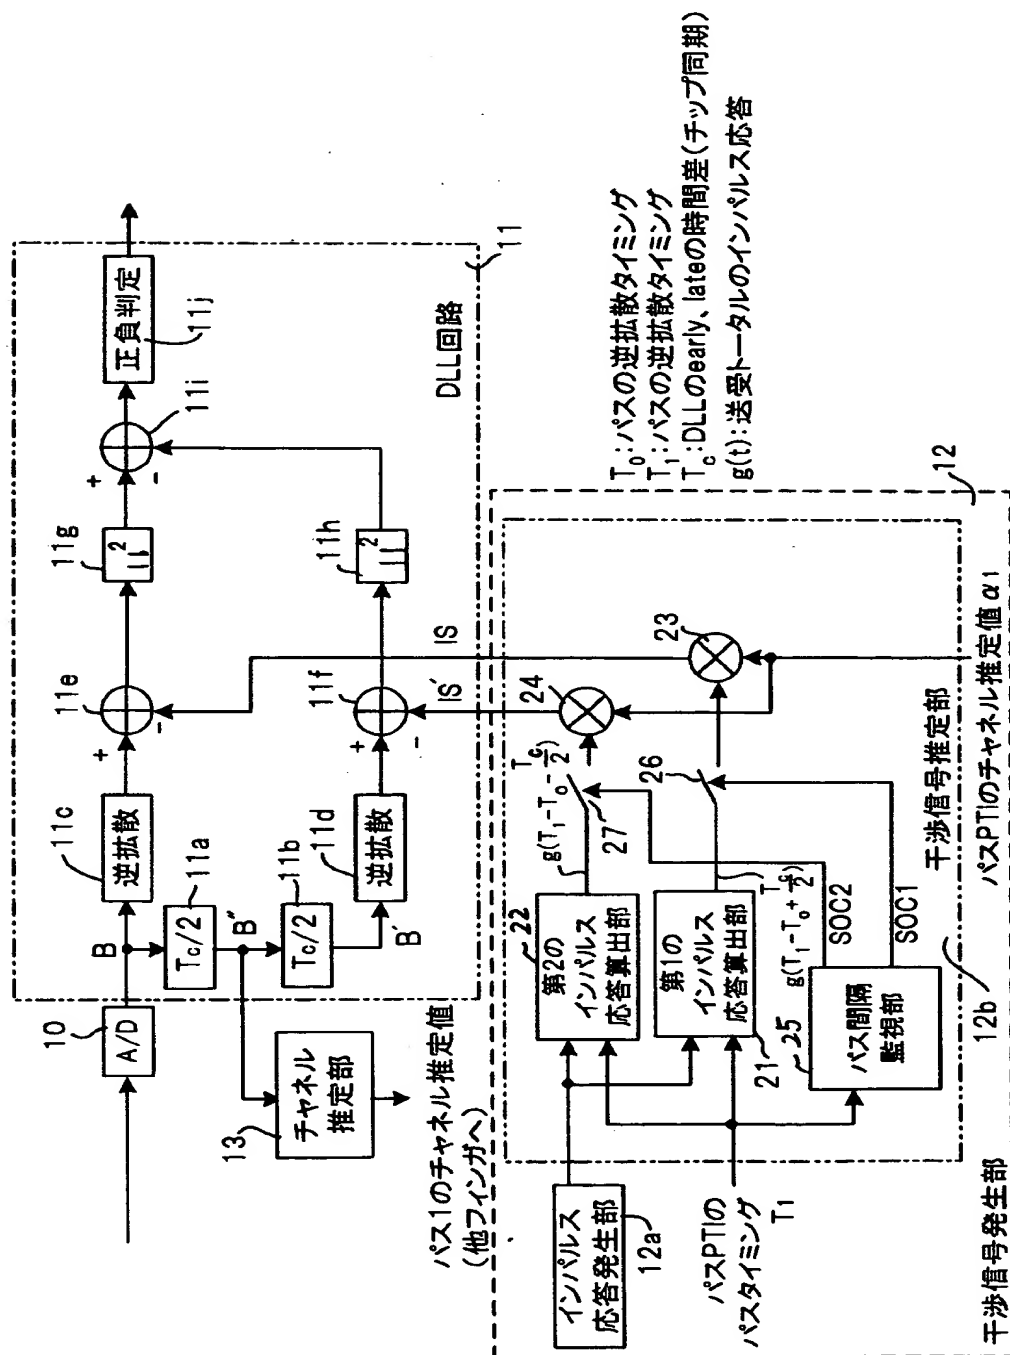 10
A/D
B
11c
逆拡散
Tc/2
11a
B"
Tc/2
11b
B'
逆拡散
11d
+
-
11e
+
-
11f
IS
IS'
| |²
11g
| |²
11h
+
-
11i
正負判定
11j
DLL回路
11
13
チャネル
推定部
パス1のチャネル推定値
(他フィンガへ)
T₀:パスの逆拡散タイミング
T₁:パスの逆拡散タイミング
Tc:DLLのearly、lateの時間差(チップ同期)
g(t):送受トータルのインパルス応答
インパルス
応答発生部
12a
パスPT1の
パスタイミング
T1
22
第2の
インパルス
応答算出部
g(T₁-T₀-Tc/2)
27
24
第1の
インパルス
応答算出部
21
g(T₁-T₀+Tc/2)
26
23
25
パス間隔
監視部
SOC2
SOC1
干渉信号推定部
12b
12
パスPT1のチャネル推定値α1
干渉信号発生部